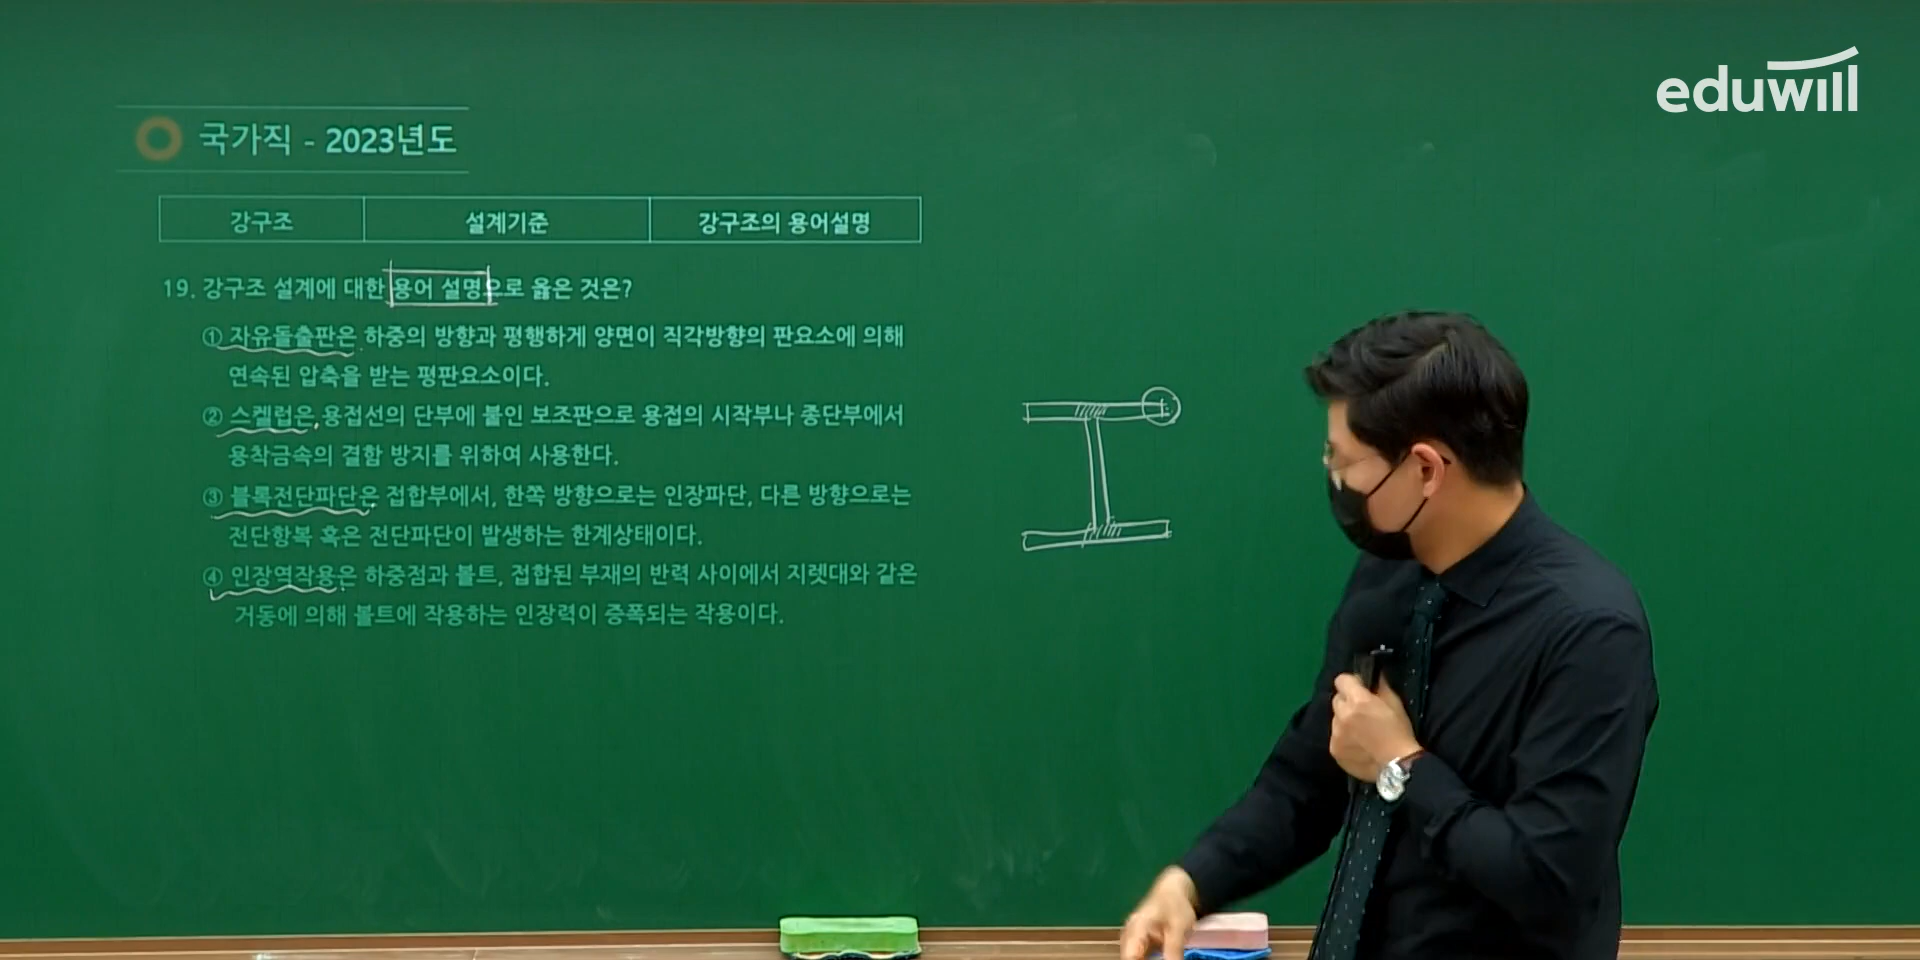 eduwill
국가직 - 2023년도
강구조 설계기준 강구조의 용어설명
19. 강구조 설계에 대한 용어 설명으로 옳은 것은?
① 자유돌출판은 하중의 방향과 평행하게 양면이 직각방향의 판요소에 의해
연속된 압축을 받는 평판요소이다.
② 스켈럽은 용접선의 단부에 붙인 보조판으로 용접의 시작부나 종단부에서
용착금속의 결함 방지를 위하여 사용한다.
③ 블록전단파단은 접합부에서, 한쪽 방향으로는 인장파단, 다른 방향으로는
전단항복 혹은 전단파단이 발생하는 한계상태이다.
④ 인장역작용은 하중점과 볼트, 접합된 부재의 반력 사이에서 지렛대와 같은
거동에 의해 볼트에 작용하는 인장력이 증폭되는 작용이다.